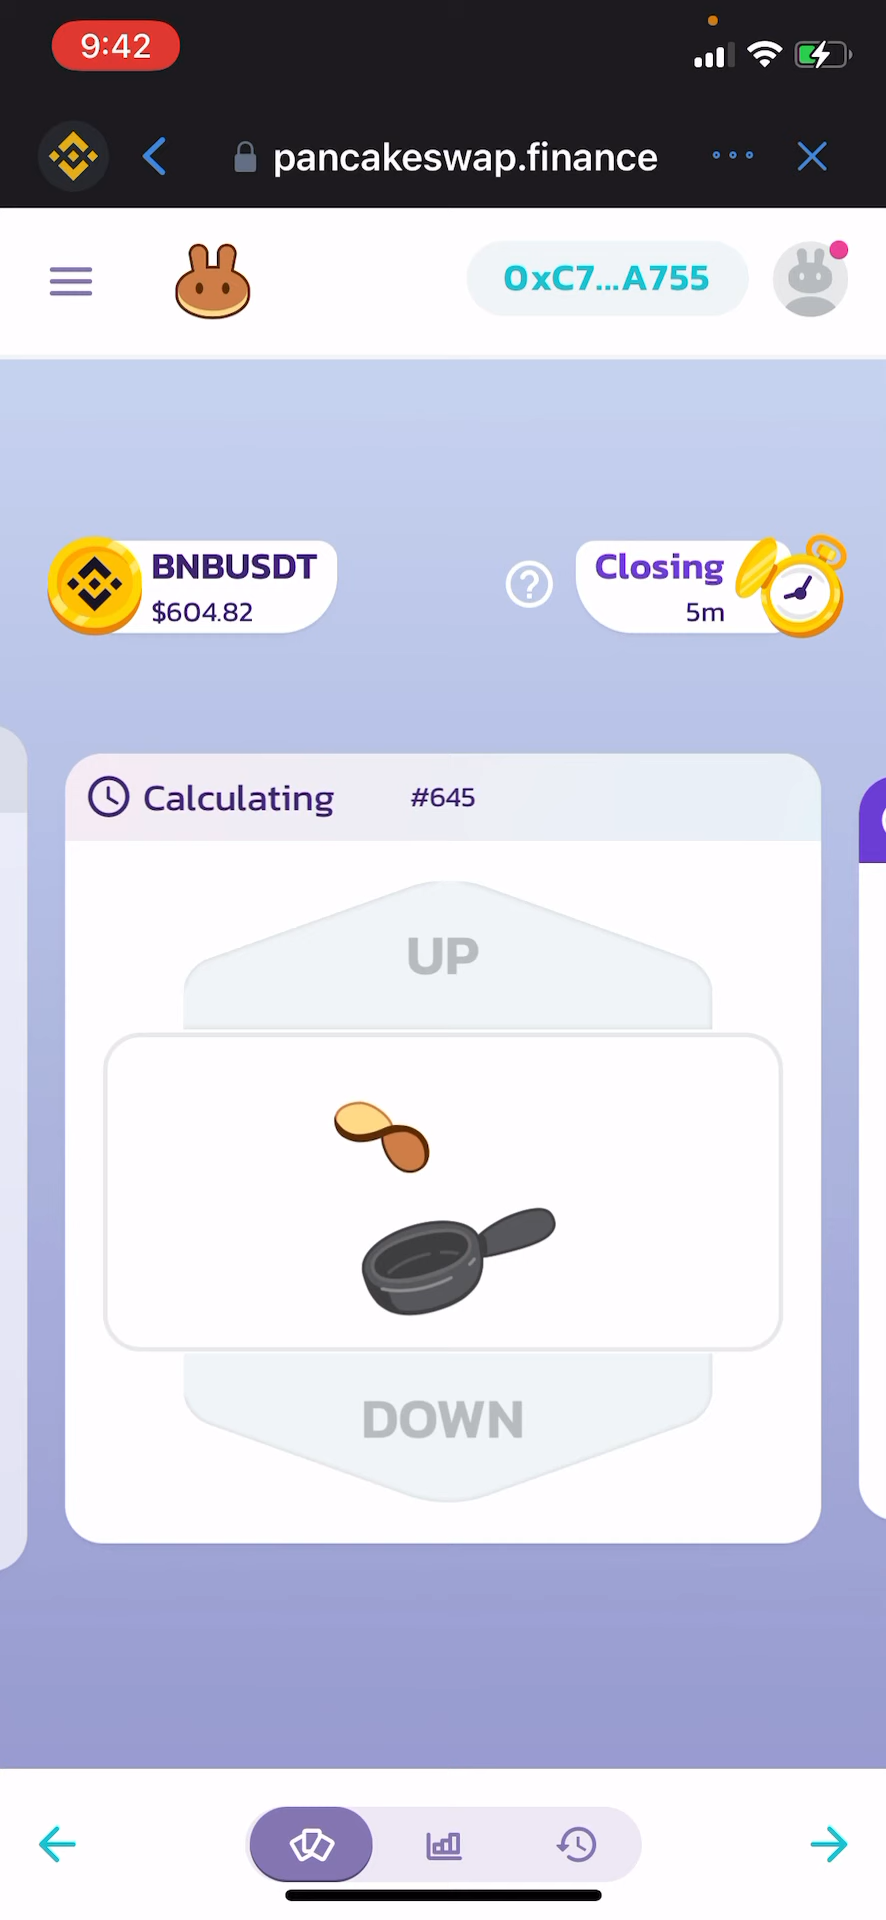 9:42
pancakeswap.finance
0xC7...A755
BNBUSDT
$604.82
?
Closing
5m
Calculating #645
UP
DOWN